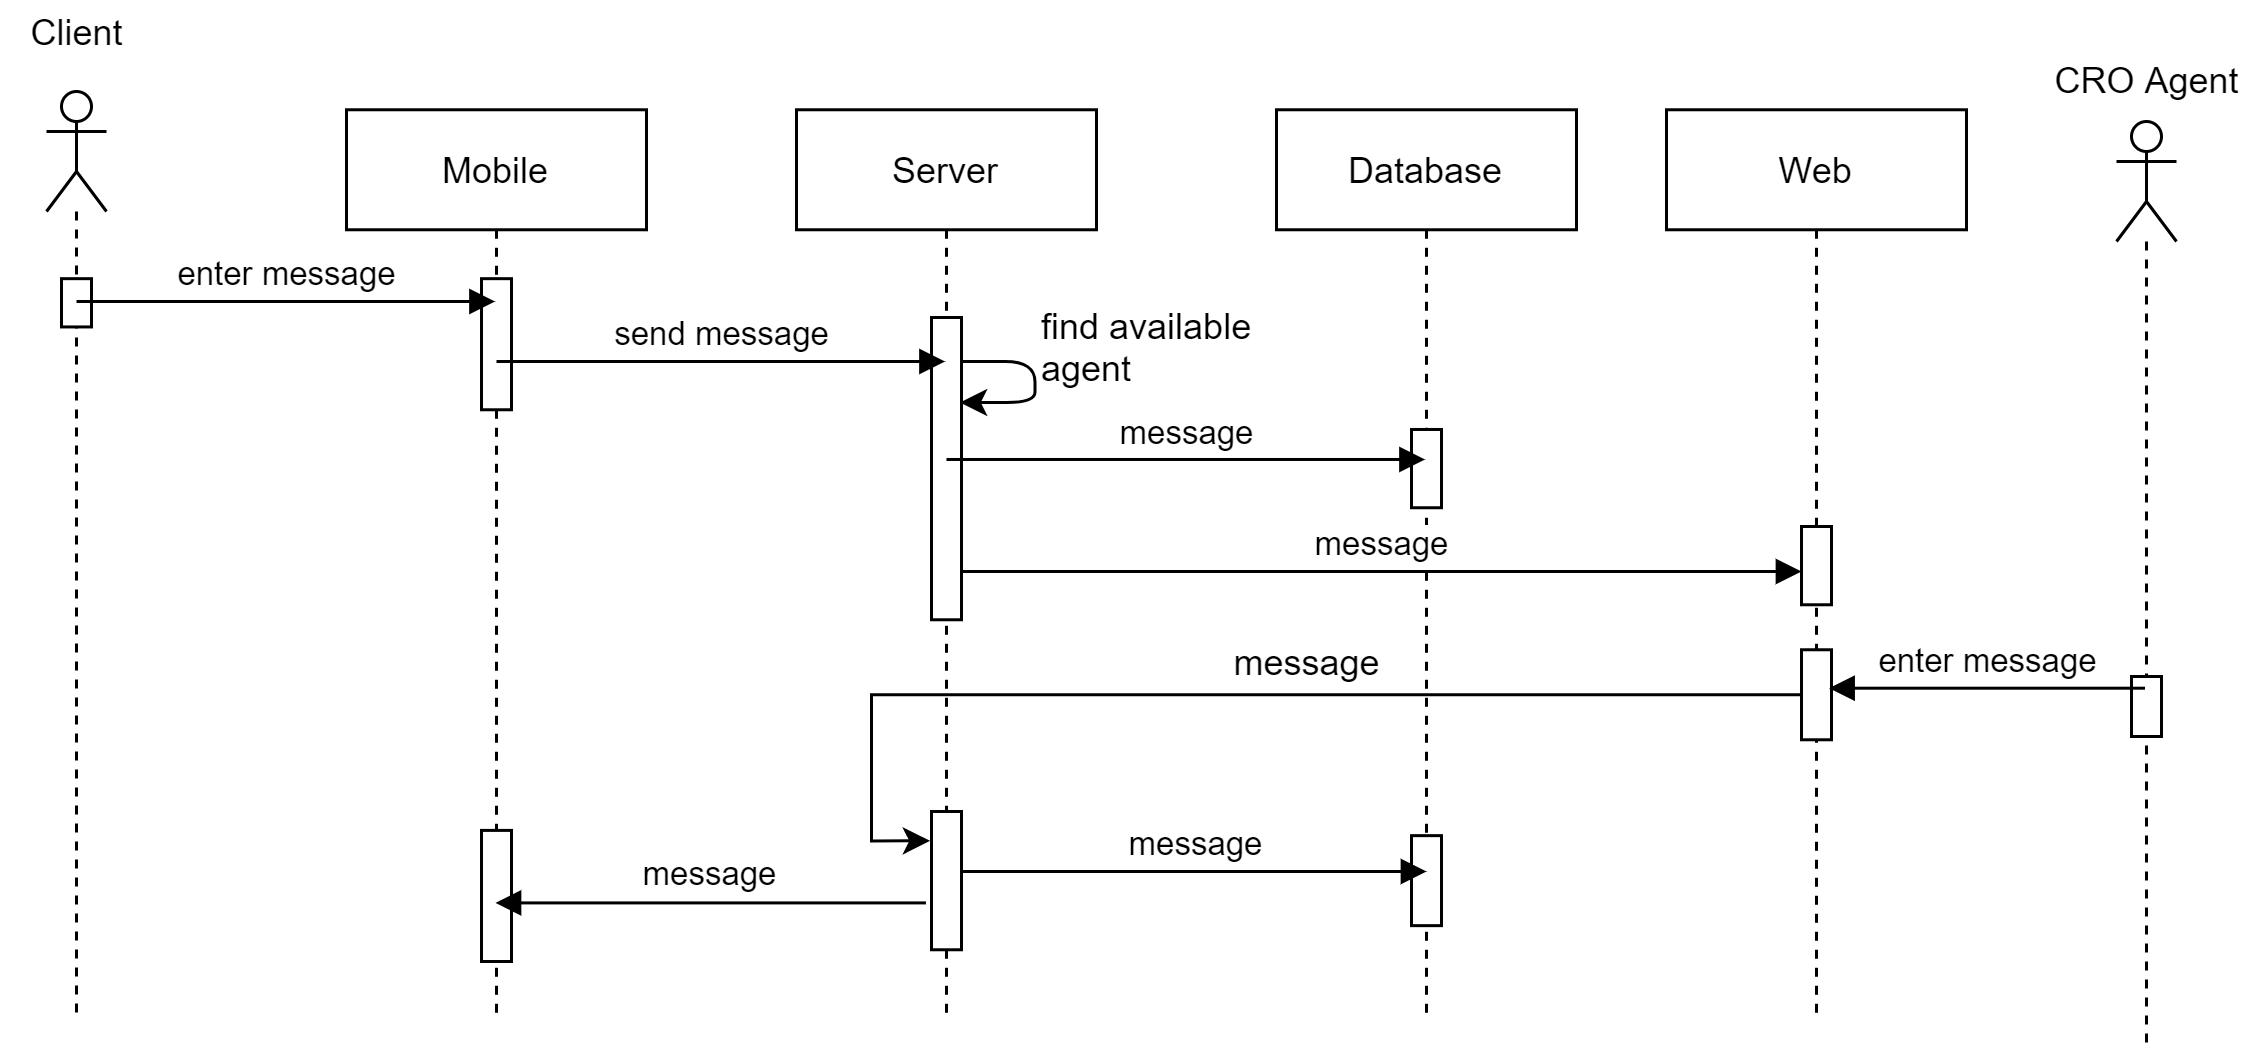 Client
CRO Agent
Mobile
Server
Database
Web
enter message
send message
find available
agent
message
message
message
enter message
message
message